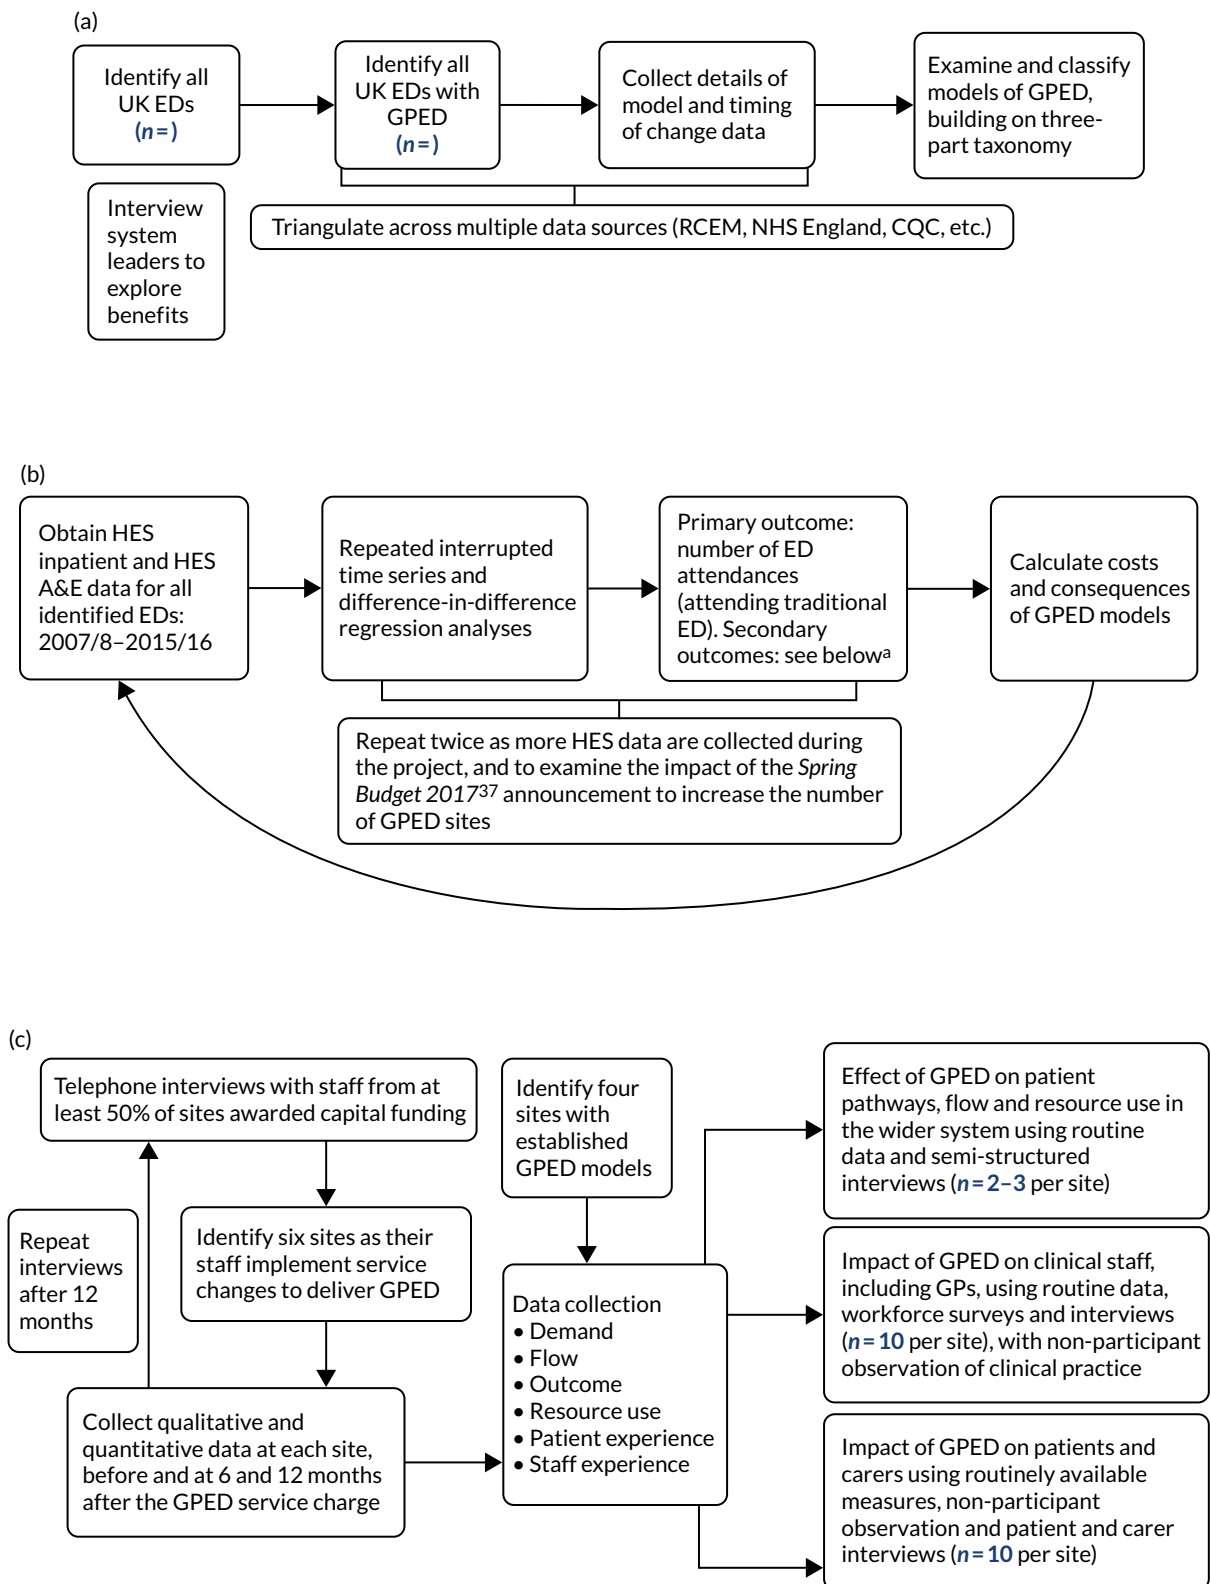 (a)
Identify all
UK EDs
(n=)
Identify all
UK EDs with
GPED
(n=)
Collect details of
model and timing
of change data
Examine and classify
models of GPED,
building on three-
part taxonomy
Interview
system
leaders to
explore
benefits
Triangulate across multiple data sources (RCEM, NHS England, CQC, etc.)
(b)
Obtain HES
inpatient and HES
A&E data for all
identified EDs:
2007/8–2015/16
Repeated interrupted
time series and
difference-in-difference
regression analyses
Primary outcome:
number of ED
attendances
(attending traditional
ED). Secondary
outcomes: see belowª
Calculate costs
and consequences
of GPED models
Repeat twice as more HES data are collected during
the project, and to examine the impact of the Spring
Budget 2017³⁷ announcement to increase the number
of GPED sites
(c)
Telephone interviews with staff from at
least 50% of sites awarded capital funding
Repeat
interviews
after 12
months
Identify six sites as their
staff implement service
changes to deliver GPED
Collect qualitative and
quantitative data at each site,
before and at 6 and 12 months
after the GPED service charge
Identify four
sites with
established
GPED models
Data collection
• Demand
• Flow
• Outcome
• Resource use
• Patient experience
• Staff experience
Effect of GPED on patient
pathways, flow and resource use in
the wider system using routine
data and semi-structured
interviews (n=2–3 per site)
Impact of GPED on clinical staff,
including GPs, using routine data,
workforce surveys and interviews
(n=10 per site), with non-participant
observation of clinical practice
Impact of GPED on patients and
carers using routinely available
measures, non-participant
observation and patient and carer
interviews (n=10 per site)